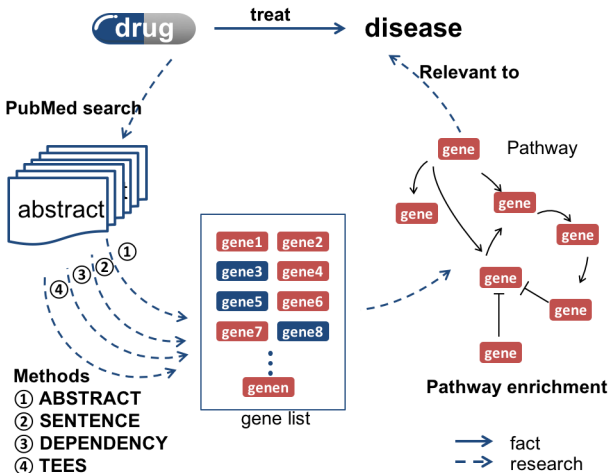 drug
treat
disease
Relevant to
PubMed search
abstract
gene
Pathway
gene
gene
gene
gene
gene
gene
①
②
③
④
gene1 gene2
gene3 gene4
gene5 gene6
gene7 gene8
genen
gene list
Methods
① ABSTRACT
② SENTENCE
③ DEPENDENCY
④ TEES
Pathway enrichment
fact
research